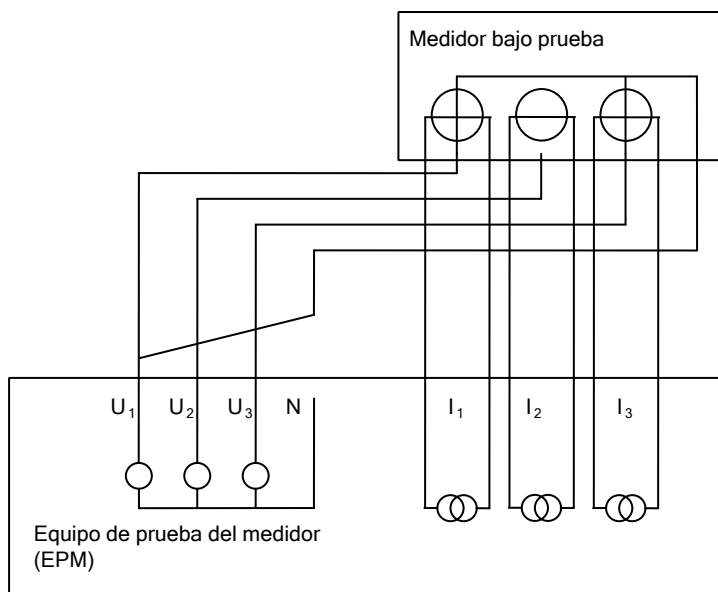 Medidor bajo prueba
U₁ U₂ U₃ N I₁ I₂ I₃
Equipo de prueba del medidor
(EPM)